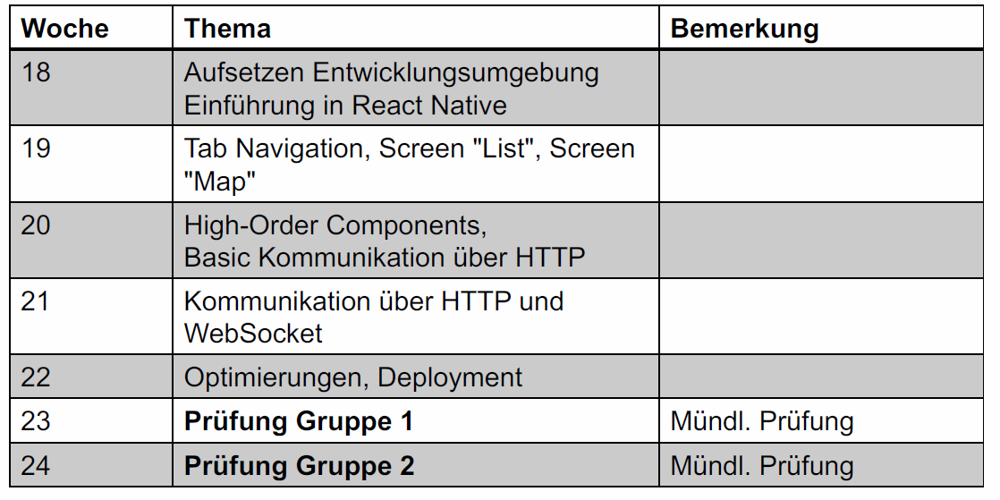 Woche Thema Bemerkung
18 Aufsetzen Entwicklungsumgebung
Einführung in React Native
19 Tab Navigation, Screen "List", Screen
"Map"
20 High-Order Components,
Basic Kommunikation über HTTP
21 Kommunikation über HTTP und
WebSocket
22 Optimierungen, Deployment
23 Prüfung Gruppe 1 Mündl. Prüfung
24 Prüfung Gruppe 2 Mündl. Prüfung